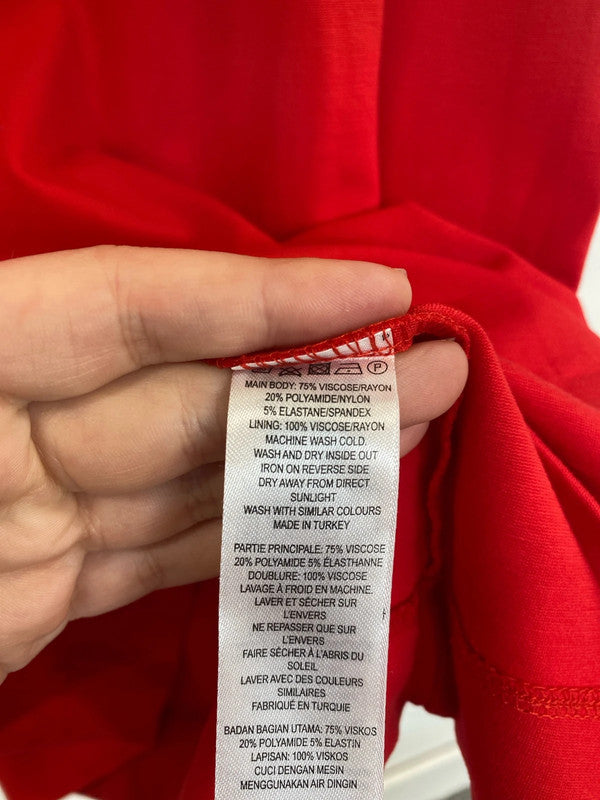 P
MAIN BODY: 75% VISCOSE/RAYON
20% POLYAMIDE/NYLON
5% ELASTANE/SPANDEX
LINING: 100% VISCOSE/RAYON
MACHINE WASH COLD.
WASH AND DRY INSIDE OUT
IRON ON REVERSE SIDE
DRY AWAY FROM DIRECT
SUNLIGHT
WASH WITH SIMILAR COLOURS
MADE IN TURKEY
PARTIE PRINCIPALE: 75% VISCOSE
20% POLYAMIDE 5% ÉLASTHANNE
DOUBLURE: 100% VISCOSE
LAVAGE À FROID EN MACHINE.
LAVER ET SÉCHER SUR
L'ENVERS
NE REPASSER QUE SUR
L'ENVERS
FAIRE SÉCHER À L'ABRIS DU
SOLEIL
LAVER AVEC DES COULEURS
SIMILAIRES
FABRIQUÉ EN TURQUIE
BADAN BAGIAN UTAMA: 75% VISKOS
20% POLYAMIDE 5% ELASTIN
LAPISAN: 100% VISKOS
CUCI DENGAN MESIN
MENGGUNAKAN AIR DINGIN